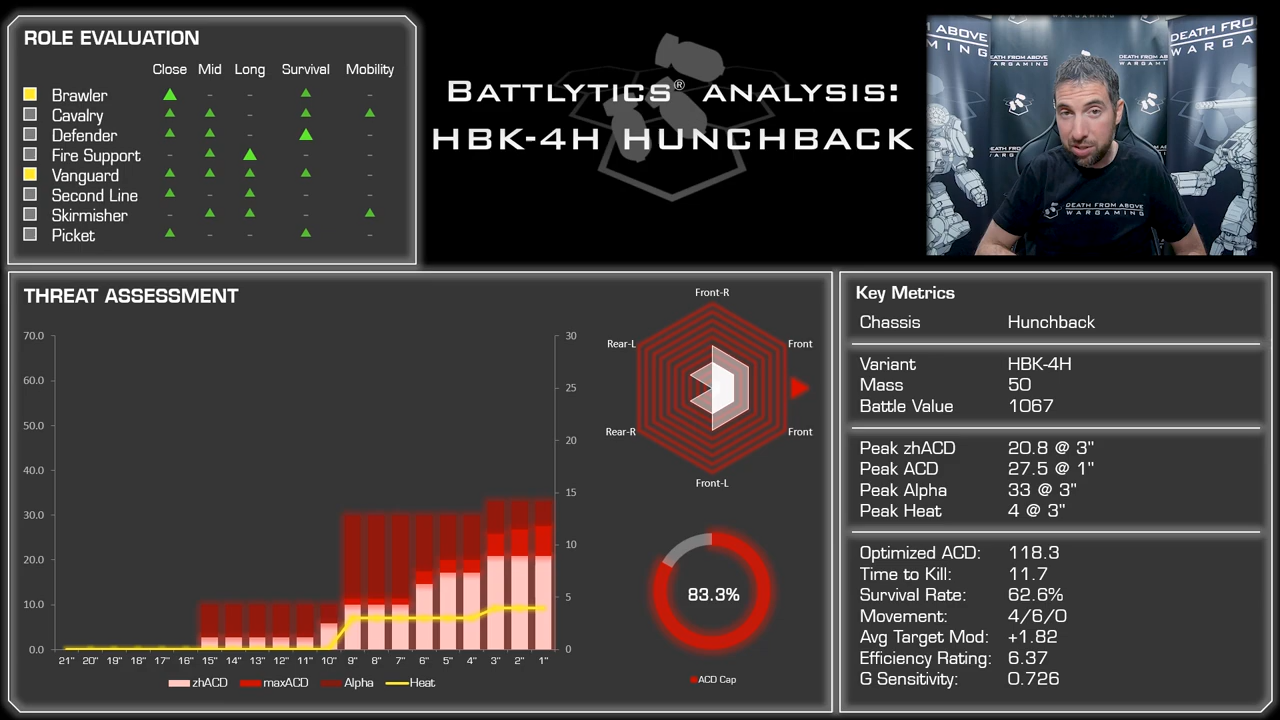 ROLE EVALUATION
Close Mid Long Survival Mobility
Brawler - - -
Cavalry -
Defender - -
Fire Support - - -
Vanguard -
Second Line - - -
Skirmisher - -
Picket - - -
BATTLYTICS® ANALYSIS:
HBK-4H HUNCHBACK
DEATH FROM ABOVE
WARGAMING
THREAT ASSESSMENT
70.0
60.0
50.0
40.0
30.0
20.0
10.0
0.0
30
25
20
15
10
5
0
21" 20" 19" 18" 17" 16" 15" 14" 13" 12" 11" 10" 9" 8" 7" 6" 5" 4" 3" 2" 1"
zhACD maxACD Alpha Heat
Front-R
Rear-L Front
Rear-R Front
Front-L
83.3%
ACD Cap
Key Metrics
Chassis Hunchback
Variant HBK-4H
Mass 50
Battle Value 1067
Peak zhACD 20.8 @ 3"
Peak ACD 27.5 @ 1"
Peak Alpha 33 @ 3"
Peak Heat 4 @ 3"
Optimized ACD: 118.3
Time to Kill: 11.7
Survival Rate: 62.6%
Movement: 4/6/0
Avg Target Mod: +1.82
Efficiency Rating: 6.37
G Sensitivity: 0.726